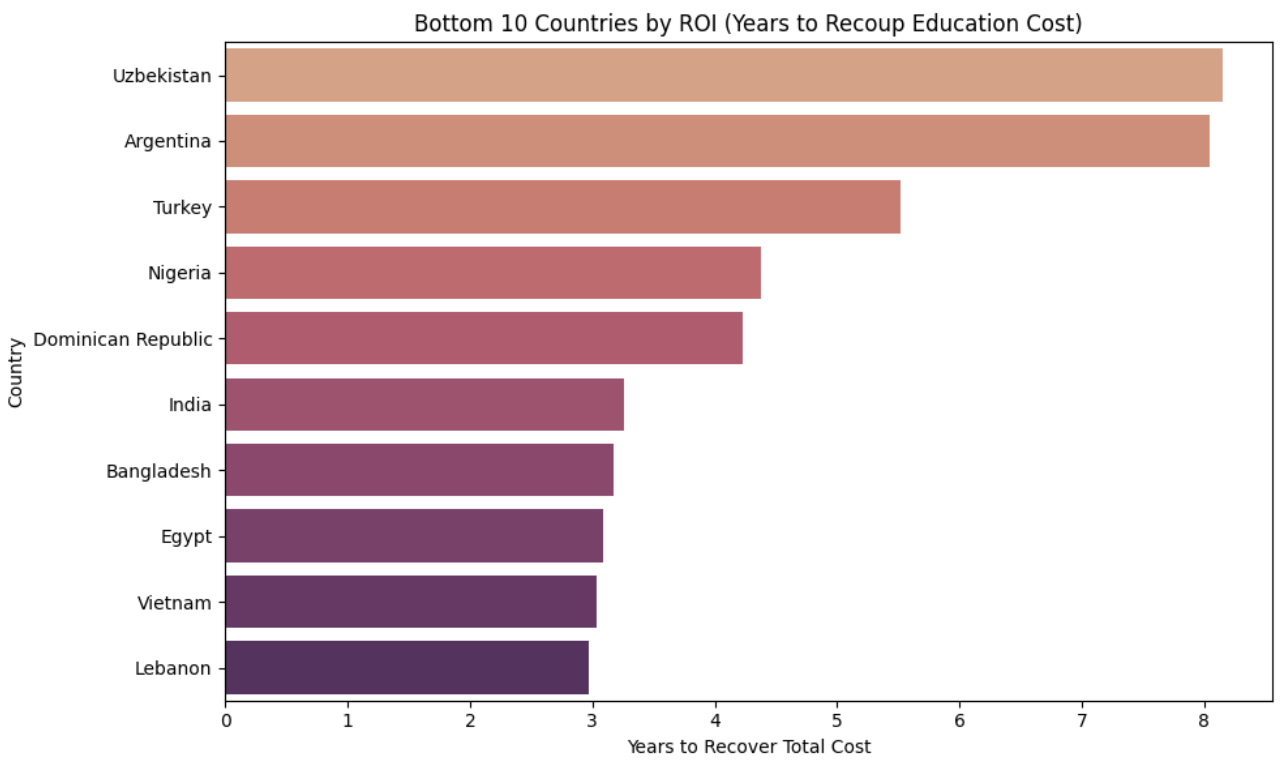 Bottom 10 Countries by ROI (Years to Recoup Education Cost)
Country
Uzbekistan
Argentina
Turkey
Nigeria
Dominican Republic
India
Bangladesh
Egypt
Vietnam
Lebanon
0 1 2 3 4 5 6 7 8
Years to Recover Total Cost